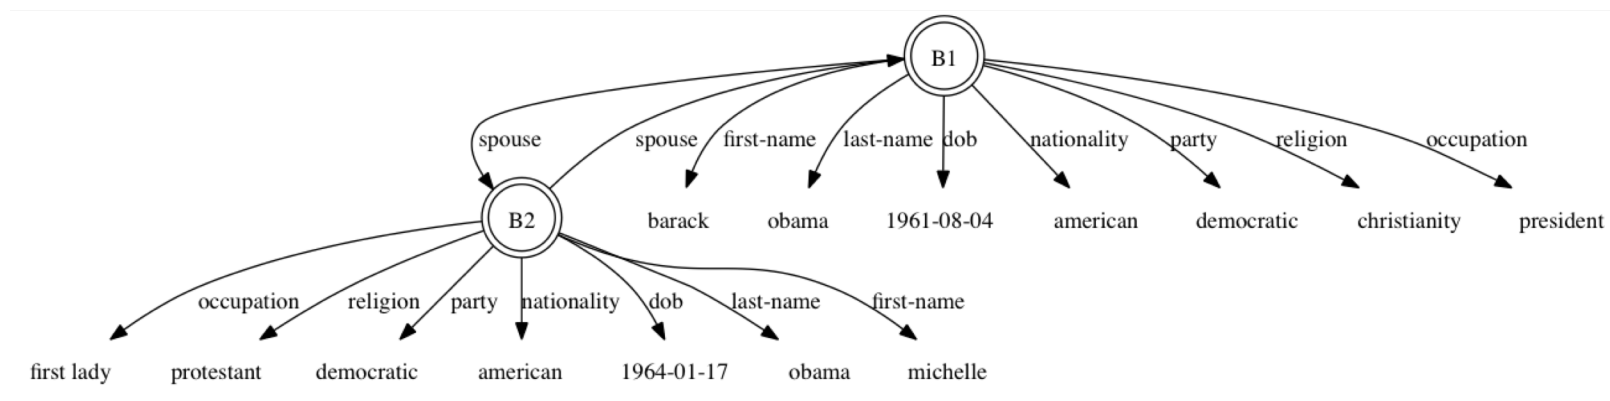 B1
spouse spouse first-name last-name dob nationality party religion occupation
B2 barack obama 1961-08-04 american democratic christianity president
occupation religion party nationality dob last-name first-name
first lady protestant democratic american 1964-01-17 obama michelle